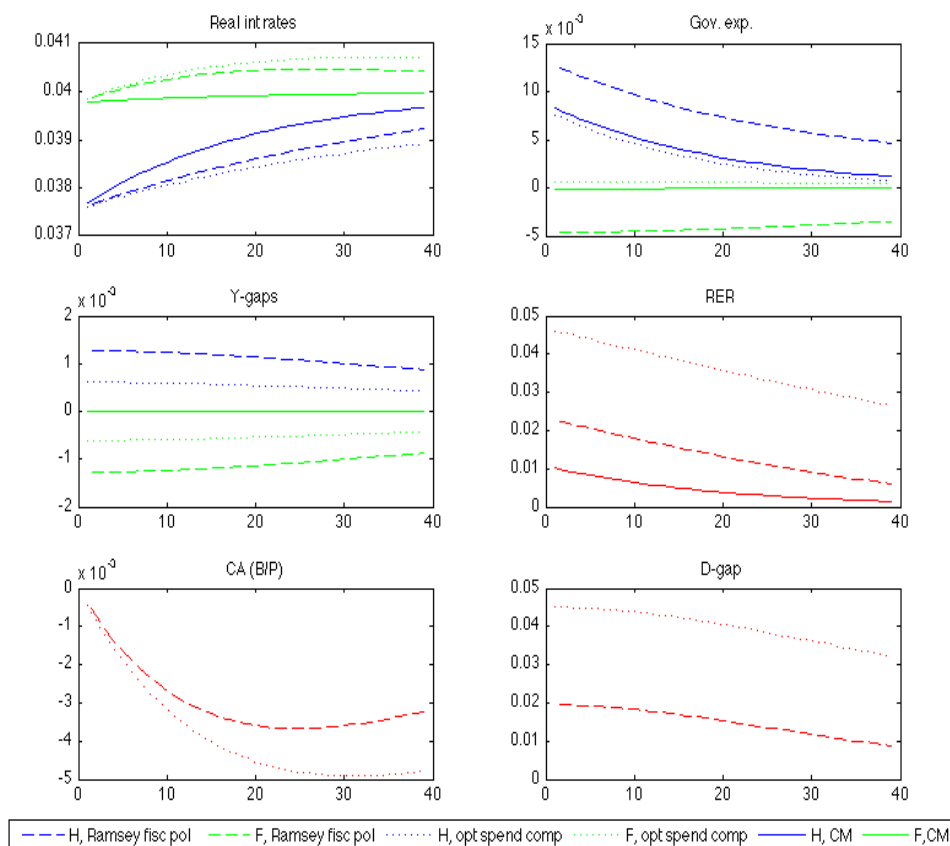 Real int rates
0.041
0.04
0.039
0.038
0.037
0 10 20 30 40
Gov. exp.
x 10⁻³
15
10
5
0
-5
0 10 20 30 40
Y-gaps
x 10⁻³
2
1
0
-1
-2
0 10 20 30 40
RER
0.05
0.04
0.03
0.02
0.01
0
0 10 20 30 40
CA (B/P)
x 10⁻³
0
-1
-2
-3
-4
-5
0 10 20 30 40
D-gap
0.05
0.04
0.03
0.02
0.01
0
0 10 20 30 40
H, Ramsey fisc pol F, Ramsey fisc pol H, opt spend comp F, opt spend comp H, CM F,CM